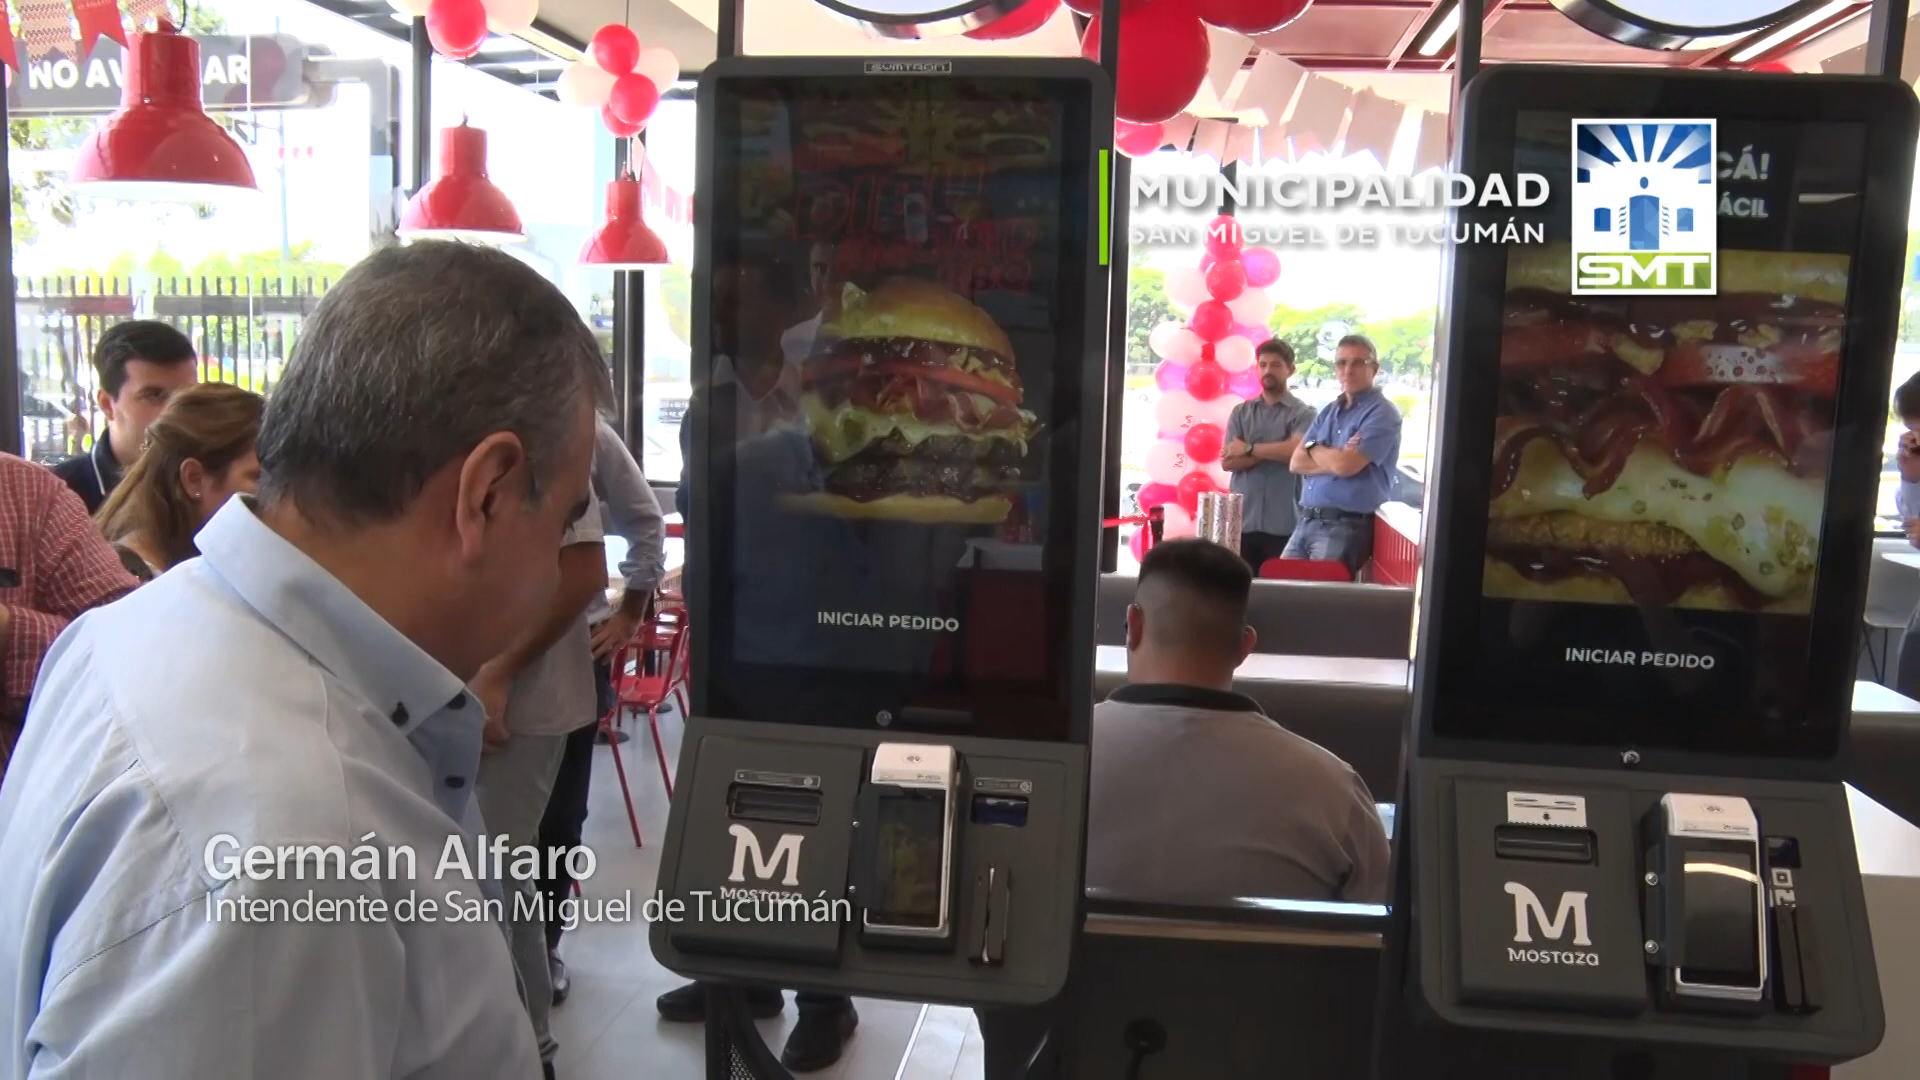 NO AV
AR
SUMTRON
MUNICIPALIDAD
SAN MIGUEL DE TUCUMÁN
SMT
CÁ!
ÁCIL
INICIAR PEDIDO
INICIAR PEDIDO
M
MOSTAZA
M
MOSTAZA
Germán Alfaro
Intendente de San Miguel de Tucumán